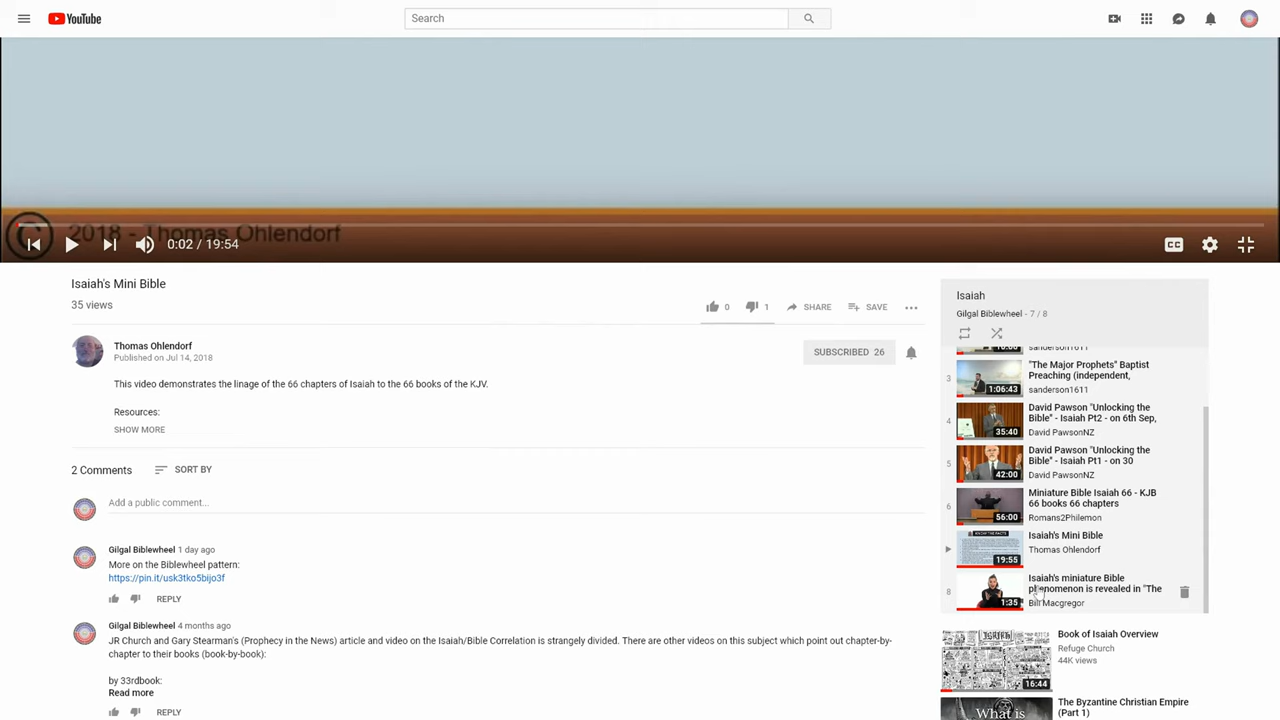 YouTube
Search
2018 - Thomas Ohlendorf
0:02 / 19:54
CC
Isaiah's Mini Bible
35 views
0
1
SHARE
SAVE
Thomas Ohlendorf
Published on Jul 14, 2018
SUBSCRIBED 26
This video demonstrates the linage of the 66 chapters of Isaiah to the 66 books of the KJV.
Resources:
SHOW MORE
2 Comments
SORT BY
Add a public comment...
Gilgal Biblewheel 1 day ago
More on the Biblewheel pattern:
https://pin.it/usk3tko5bijo3f
REPLY
Gilgal Biblewheel 4 months ago
JR Church and Gary Stearman's (Prophecy in the News) article and video on the Isaiah/Bible Correlation is strangely divided. There are other videos on this subject which point out chapter-by-
chapter to their books (book-by-book):
by 33rdbook:
Read more
REPLY
Isaiah
Gilgal Biblewheel - 7 / 8
sanderson1611
3
1:06:43
"The Major Prophets" Baptist
Preaching (independent,
sanderson1611
4
35:40
David Pawson "Unlocking the
Bible" - Isaiah Pt2 - on 6th Sep,
David PawsonNZ
5
42:00
David Pawson "Unlocking the
Bible" - Isaiah Pt1 - on 30
David PawsonNZ
6
56:00
Miniature Bible Isaiah 66 - KJB
66 books 66 chapters
Romans2Philemon
19:55
Isaiah's Mini Bible
Thomas Ohlendorf
8
1:35
Isaiah's miniature Bible
phenomenon is revealed in "The
Bill Macgregor
16:44
Book of Isaiah Overview
Refuge Church
44K views
What is
The Byzantine Christian Empire
(Part 1)